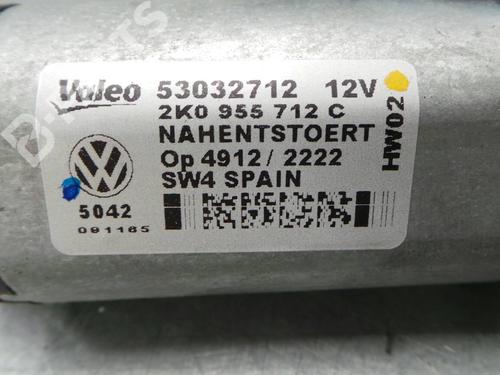 Valeo 53032712 12V
2K0 955 712 C
NAHENTSTOERT
Op 4912 / 2222
SW4 SPAIN
HW02
5042
091165